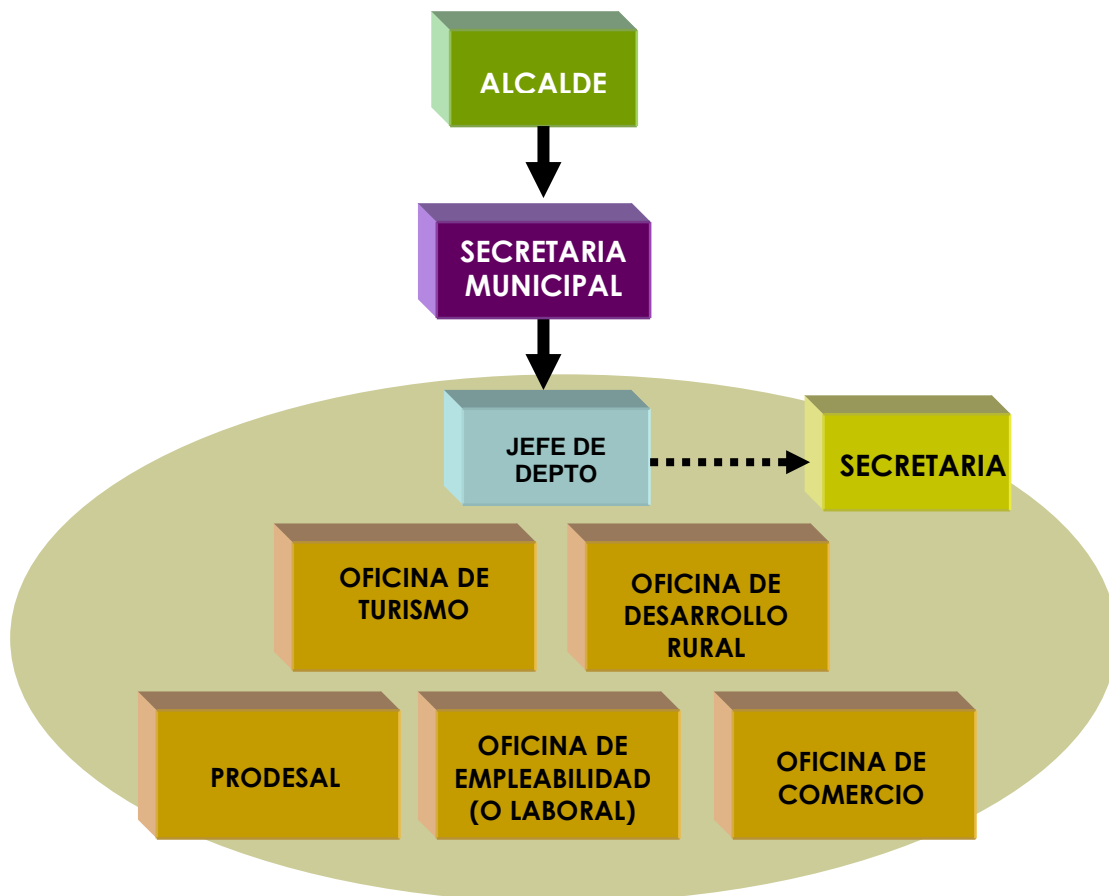 ALCALDE
SECRETARIA
MUNICIPAL
JEFE DE
DEPTO
SECRETARIA
OFICINA DE
TURISMO
OFICINA DE
DESARROLLO
RURAL
PRODESAL
OFICINA DE
EMPLEABILIDAD
(O LABORAL)
OFICINA DE
COMERCIO